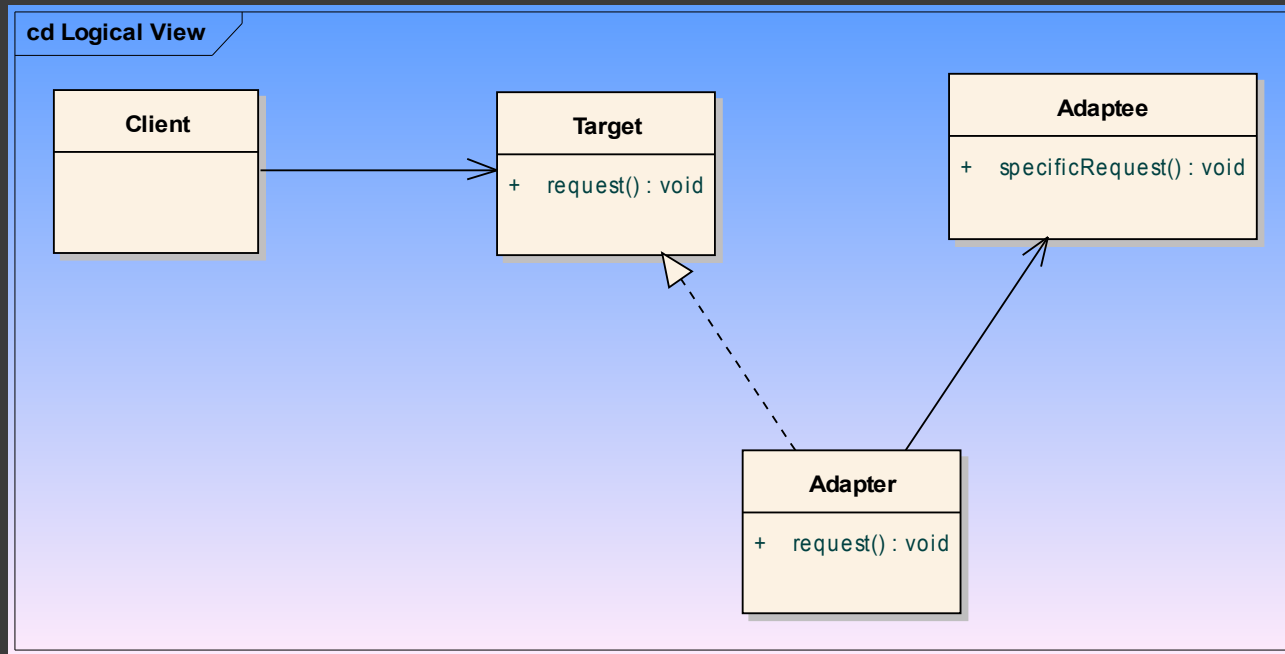 cd Logical View
Client
Target
+ request() : void
Adaptee
+ specificRequest() : void
Adapter
+ request() : void